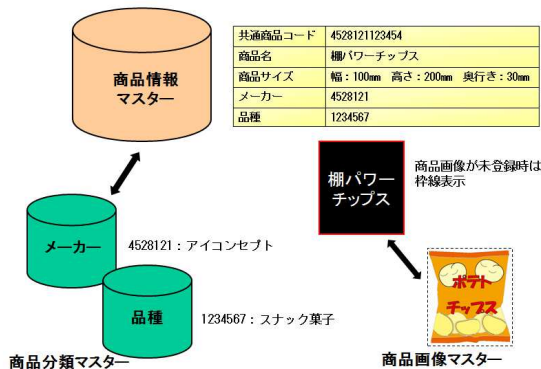 商品情報
マスター
共通商品コード 4528121123454
商品名 棚パワーチップス
商品サイズ 幅：100mm 高さ：200mm 奥行き：30mm
メーカー 4528121
品種 1234567
棚パワー
チップス
商品画像が未登録時は
枠線表示
メーカー
4528121：アイコンセプト
ポテト
チップス
品種
1234567：スナック菓子
商品分類マスター
商品画像マスター